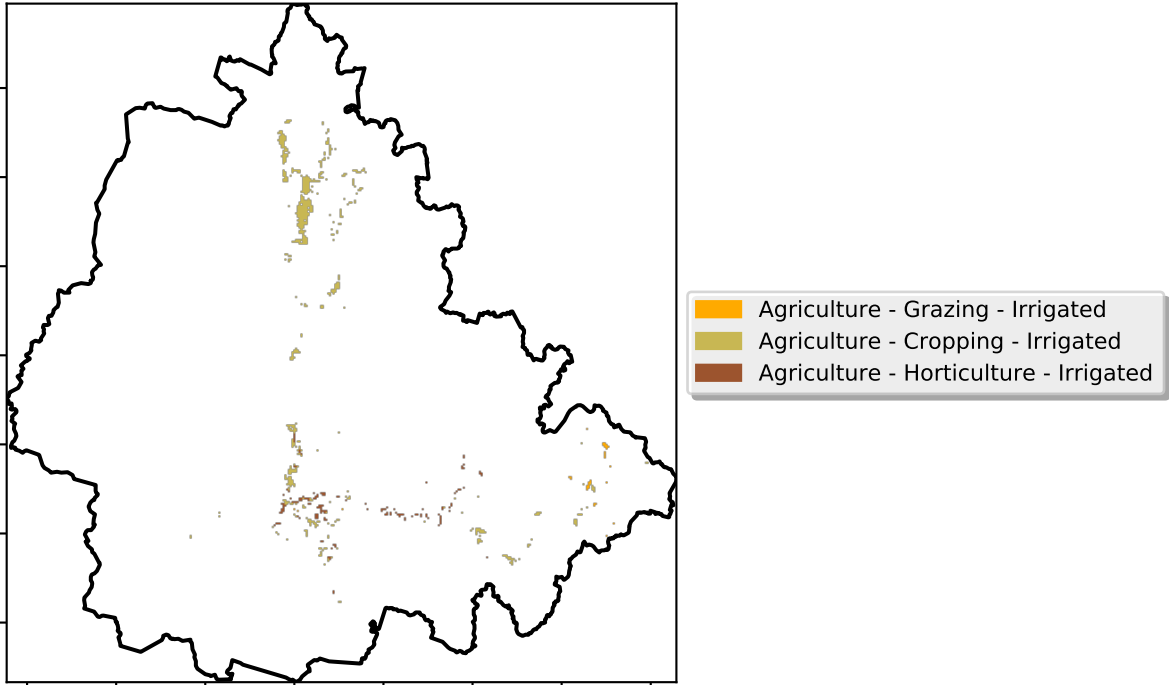 Agriculture - Grazing - Irrigated
Agriculture - Cropping - Irrigated
Agriculture - Horticulture - Irrigated